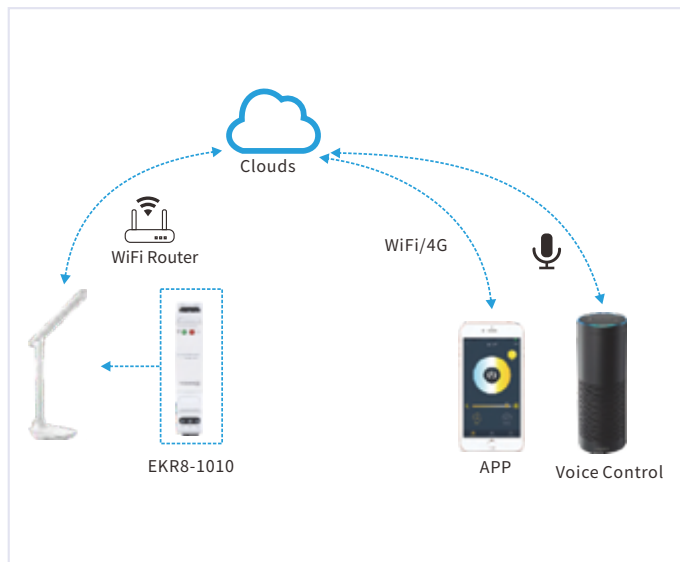 Clouds
WiFi Router
WiFi/4G
EKR8-1010
APP
Voice Control